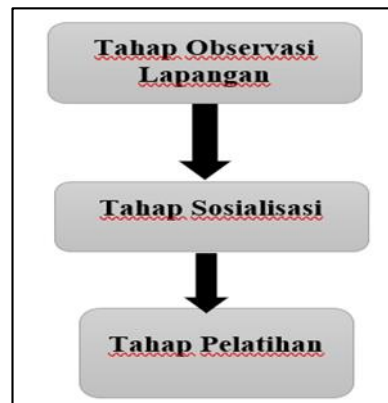 Tahap Observasi
Lapangan
Tahap Sosialisasi
Tahap Pelatihan